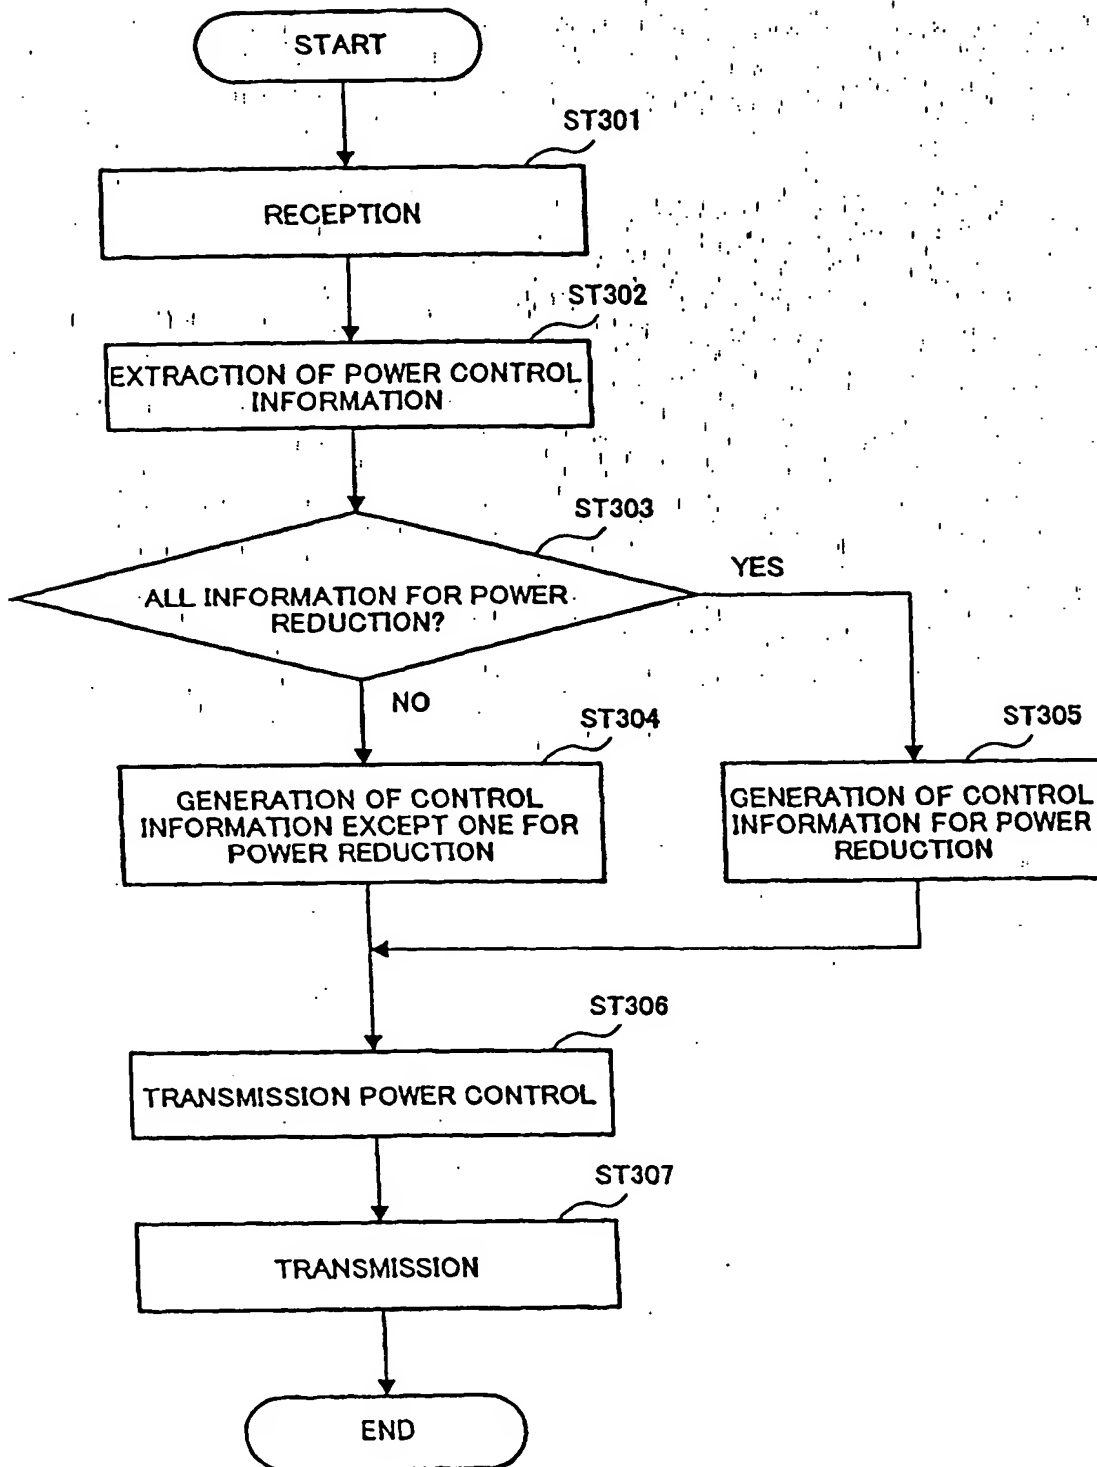 START
ST301
RECEPTION
ST302
EXTRACTION OF POWER CONTROL
INFORMATION
ST303
ALL INFORMATION FOR POWER
REDUCTION?
YES
NO
ST304
GENERATION OF CONTROL
INFORMATION EXCEPT ONE FOR
POWER REDUCTION
ST305
GENERATION OF CONTROL
INFORMATION FOR POWER
REDUCTION
ST306
TRANSMISSION POWER CONTROL
ST307
TRANSMISSION
END